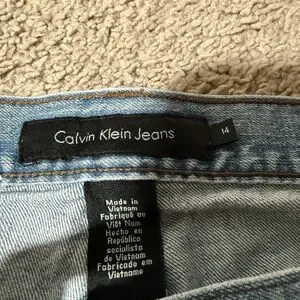 Calvin Klein Jeans
14
Made in
Vietnam
Fabriqué au
Viêt Nam
Hecho en
República
socialista
de Vietnam
Fabricado em
Vietname